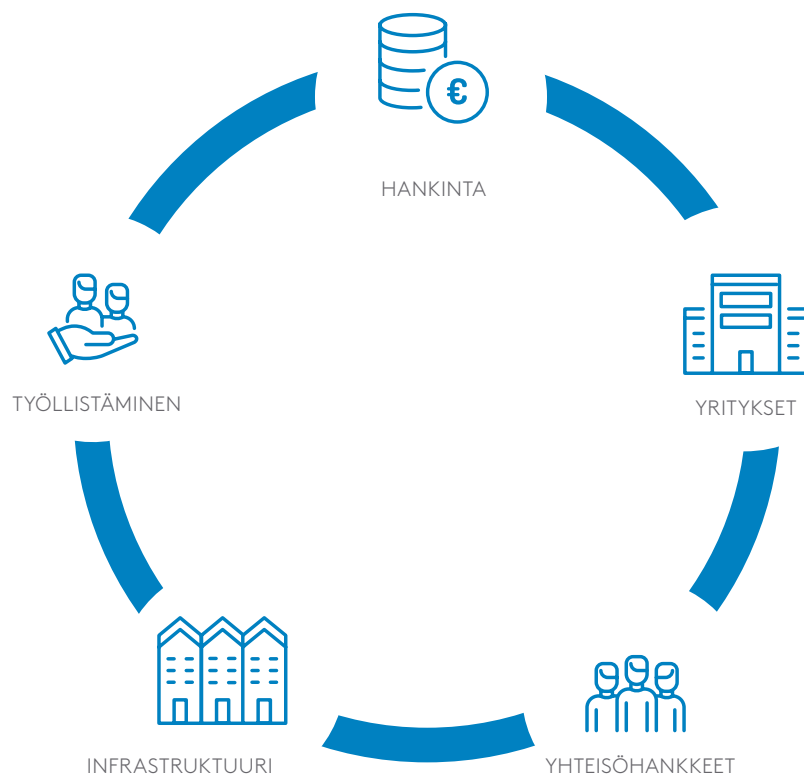 €
HANKINTA
TYÖLLISTÄMINEN
YRITYKSET
INFRASTRUKTUURI
YHTEISÖHANKKEET